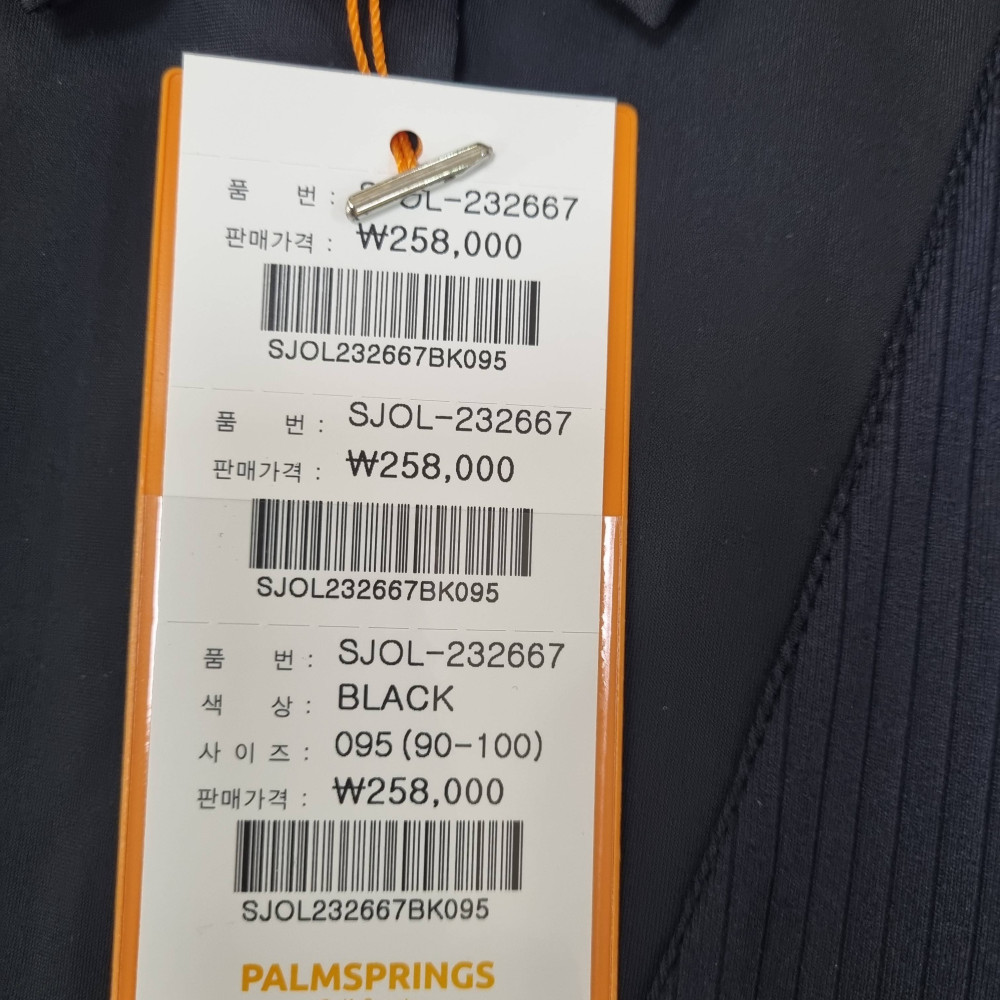 품 번 : SJOL-232667
판매가격 : ₩258,000
SJOL232667BK095
품 번 : SJOL-232667
판매가격 : ₩258,000
SJOL232667BK095
품 번 : SJOL-232667
색 상 : BLACK
사 이 즈 : 095(90-100)
판매가격 : ₩258,000
SJOL232667BK095
PALMSPRINGS